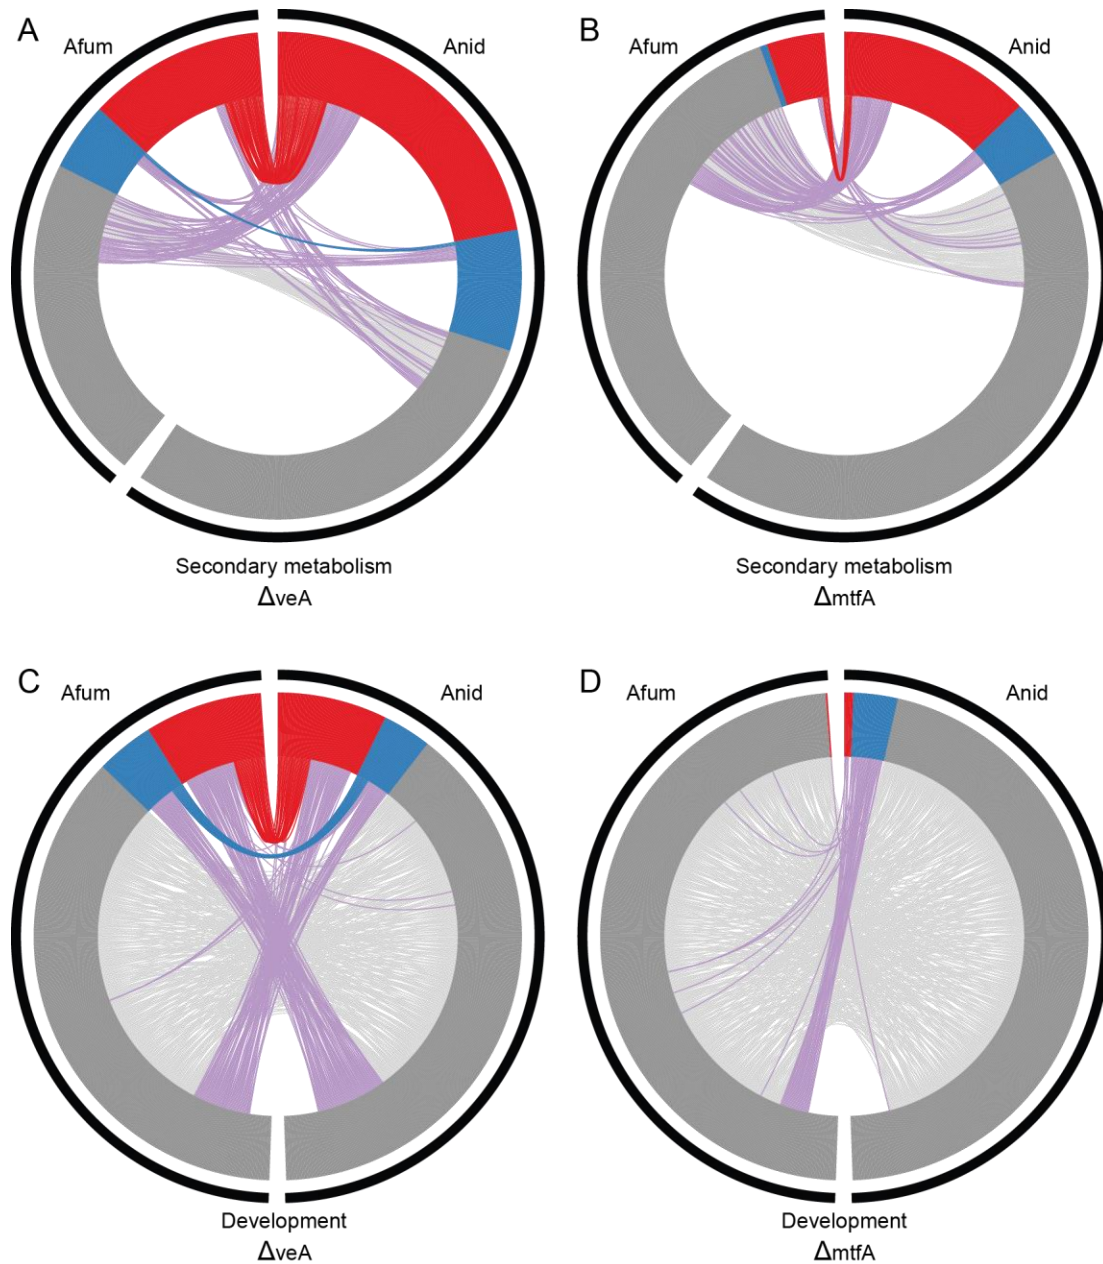 A
Afum
Anid
B
Afum
Anid
Secondary metabolism
ΔveA
Secondary metabolism
ΔmtfA
C
Afum
Anid
D
Afum
Anid
Development
ΔveA
Development
ΔmtfA